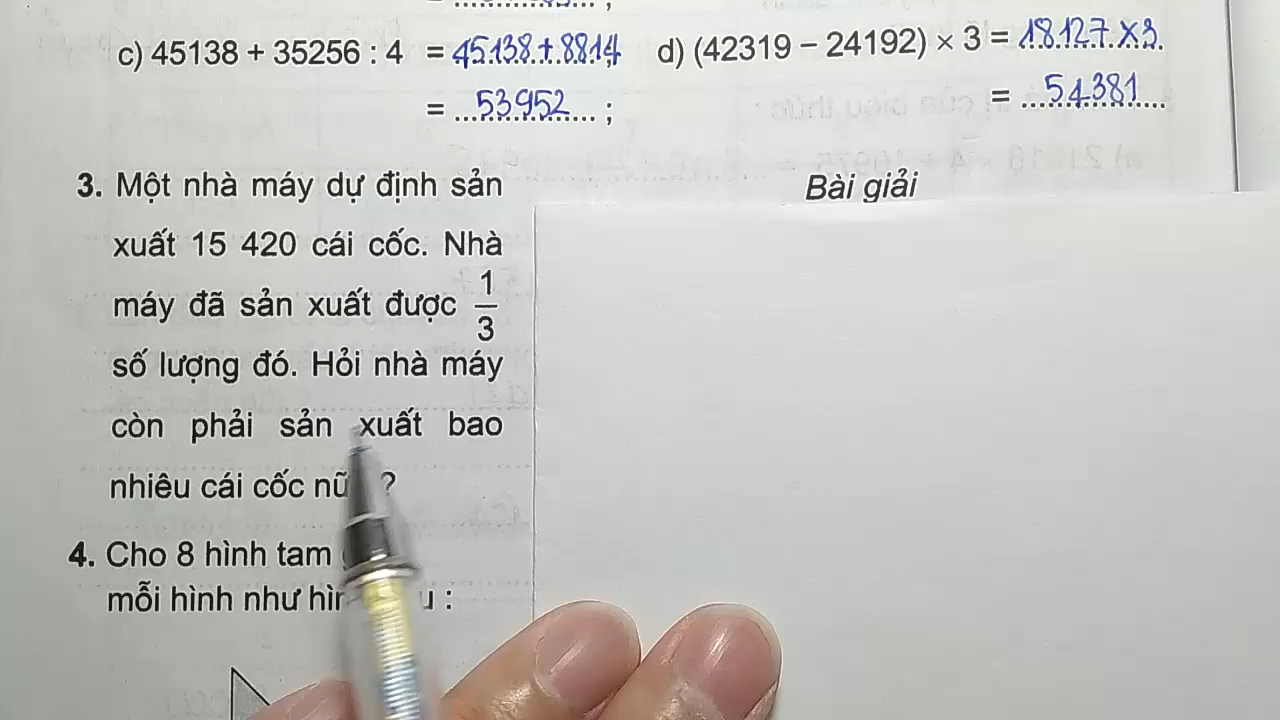 c) 45138 + 35256 : 4 = 45138 + 8814
= 53952 ;
d) (42319 – 24192) × 3 = 18127 × 3
= 54381
3. Một nhà máy dự định sản
xuất 15 420 cái cốc. Nhà
máy đã sản xuất được 1/3
số lượng đó. Hỏi nhà máy
còn phải sản xuất bao
nhiêu cái cốc ?
Bài giải
4. Cho 8 hình tam
mỗi hình như :